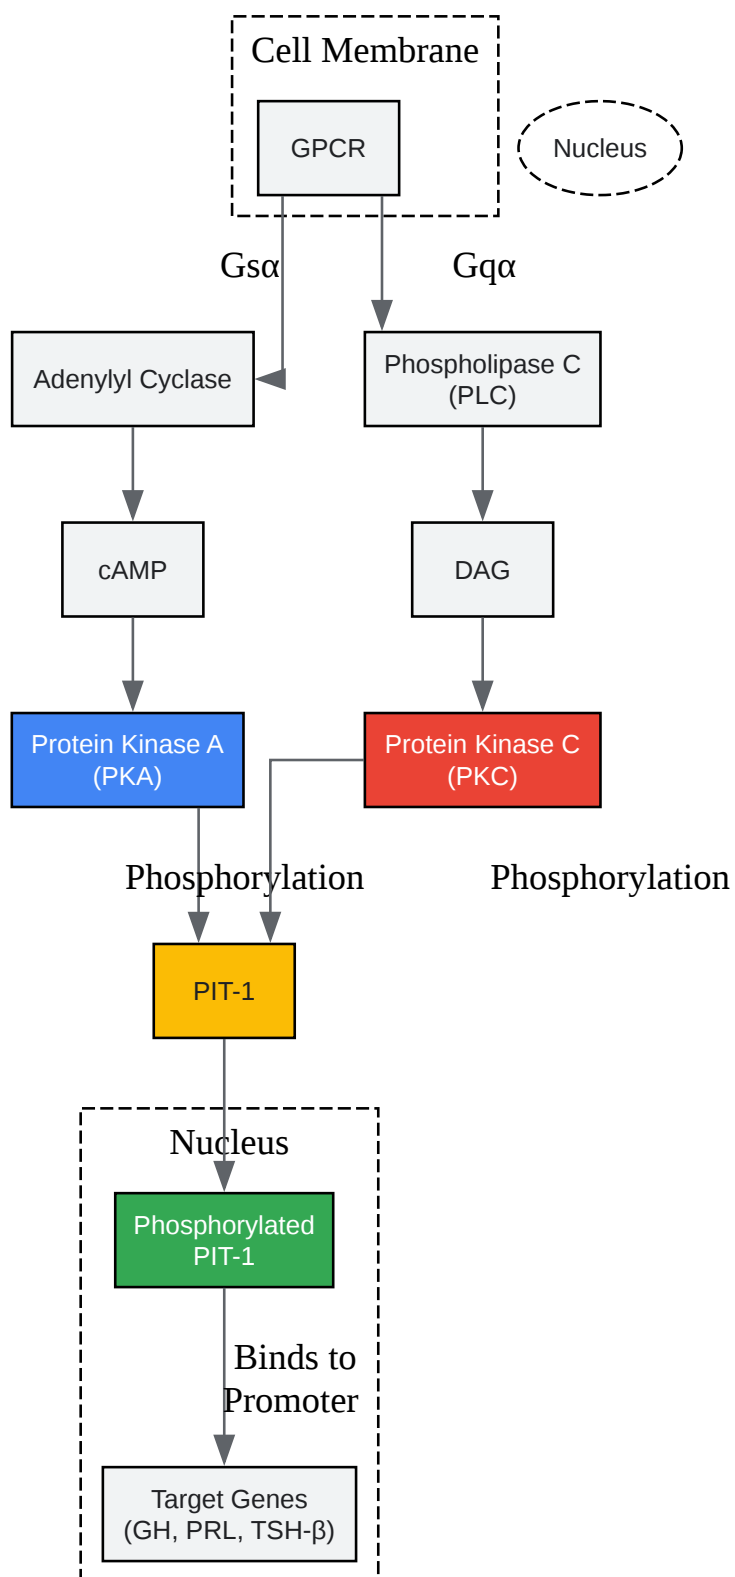 Cell Membrane
GPCR
Nucleus
Gsα
Gqα
Adenylyl Cyclase
Phospholipase C
(PLC)
cAMP
DAG
Protein Kinase A
(PKA)
Protein Kinase C
(PKC)
Phosphorylation
Phosphorylation
PIT-1
Nucleus
Phosphorylated
PIT-1
Binds to
Promoter
Target Genes
(GH, PRL, TSH-β)